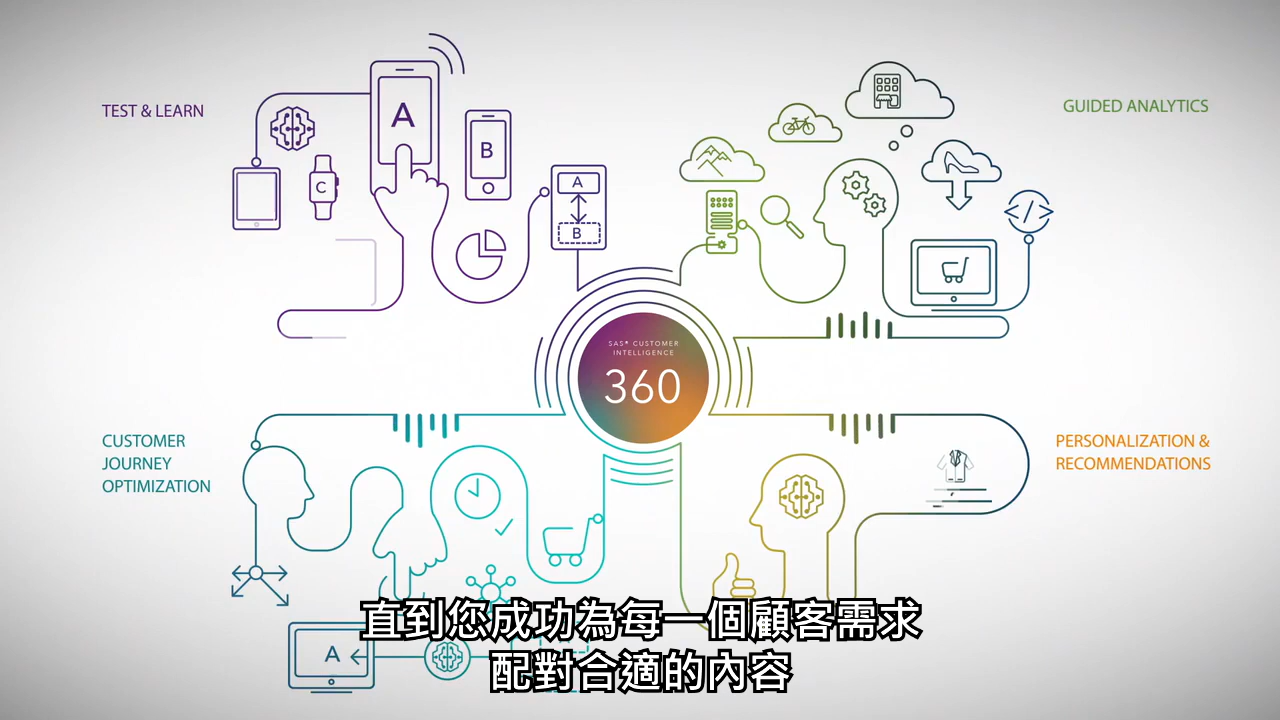 TEST & LEARN
A
B
C
A
B
GUIDED ANALYTICS
SAS® CUSTOMER
INTELLIGENCE
360
CUSTOMER
JOURNEY
OPTIMIZATION
PERSONALIZATION &
RECOMMENDATIONS
A
直到您成功為每一個顧客需求
配對合適的內容